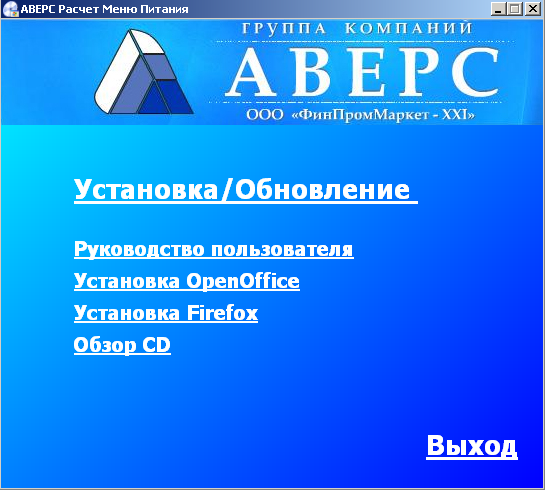 АВЕРС Расчет Меню Питания
ГРУППА КОМПАНИЙ
АВЕРС
ООО «ФинПромМаркет - XXI»
Установка/Обновление
Руководство пользователя
Установка OpenOffice
Установка Firefox
Обзор CD
Выход